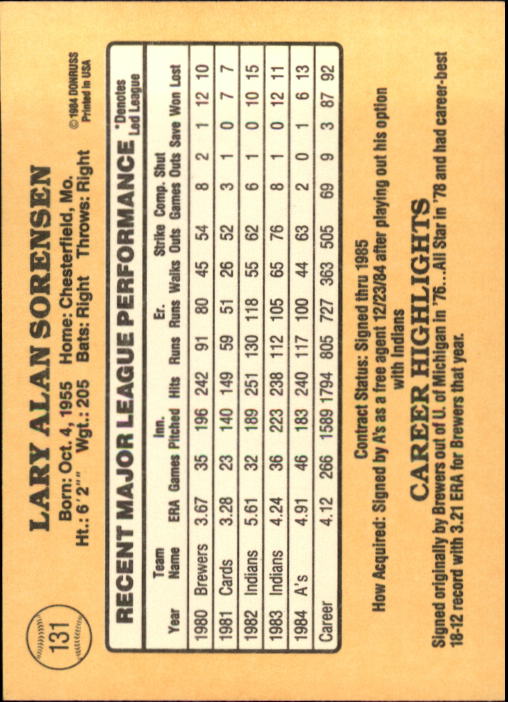 131
LARY ALAN SORENSEN
Born: Oct. 4, 1955 Home: Chesterfield, Mo.
Ht.: 6'2"" Wgt.: 205 Bats: Right Throws: Right
©1984 DONRUSS
Printed in USA
RECENT MAJOR LEAGUE PERFORMANCE
*Denotes
Led League
Team Inn. Er. Strike Comp. Shut
Year Name ERA Games Pitched Hits Runs Runs Walks Outs Games Outs Save Won Lost
1980 Brewers 3.67 35 196 242 91 80 45 54 8 2 1 12 10
1981 Cards 3.28 23 140 149 59 51 26 52 3 1 0 7 7
1982 Indians 5.61 32 189 251 130 118 55 62 6 1 0 10 15
1983 Indians 4.24 36 223 238 112 105 65 76 8 1 0 12 11
1984 A's 4.91 46 183 240 117 100 44 63 2 0 1 6 13
Career 4.12 266 1589 1794 805 727 363 505 69 9 3 87 92
Contract Status: Signed thru 1985
How Acquired: Signed by A's as a free agent 12/23/84 after playing out his option
with Indians
CAREER HIGHLIGHTS
Signed originally by Brewers out of U. of Michigan in '76...All Star in '78 and had career-best
18-12 record with 3.21 ERA for Brewers that year.